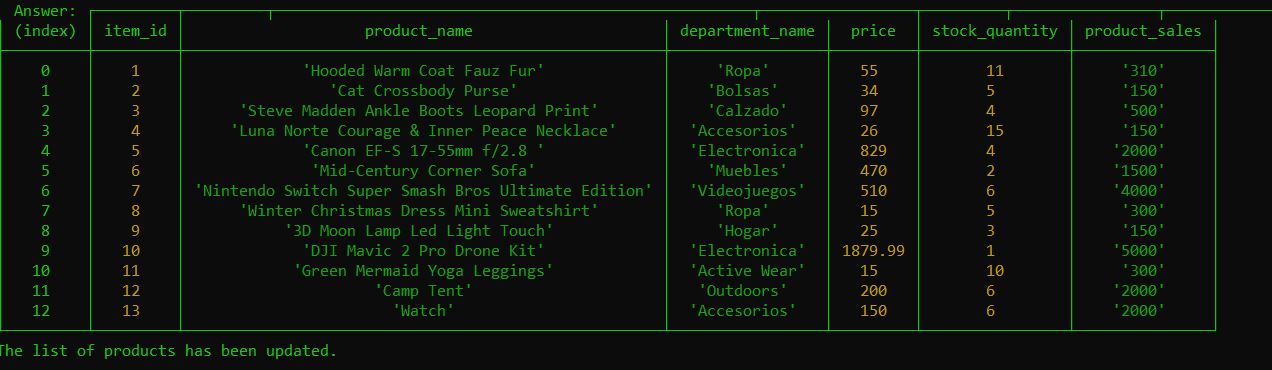 Answer:
(index) item_id product_name department_name price stock_quantity product_sales
0 1 'Hooded Warm Coat Fauz Fur' 'Ropa' 55 11 '310'
1 2 'Cat Crossbody Purse' 'Bolsas' 34 5 '150'
2 3 'Steve Madden Ankle Boots Leopard Print' 'Calzado' 97 4 '500'
3 4 'Luna Norte Courage & Inner Peace Necklace' 'Accesorios' 26 15 '150'
4 5 'Canon EF-S 17-55mm f/2.8 ' 'Electronica' 829 4 '2000'
5 6 'Mid-Century Corner Sofa' 'Muebles' 470 2 '1500'
6 7 'Nintendo Switch Super Smash Bros Ultimate Edition' 'Videojuegos' 510 6 '4000'
7 8 'Winter Christmas Dress Mini Sweatshirt' 'Ropa' 15 5 '300'
8 9 '3D Moon Lamp Led Light Touch' 'Hogar' 25 3 '150'
9 10 'DJI Mavic 2 Pro Drone Kit' 'Electronica' 1879.99 1 '5000'
10 11 'Green Mermaid Yoga Leggings' 'Active Wear' 15 10 '300'
11 12 'Camp Tent' 'Outdoors' 200 6 '2000'
12 13 'Watch' 'Accesorios' 150 6 '2000'
The list of products has been updated.